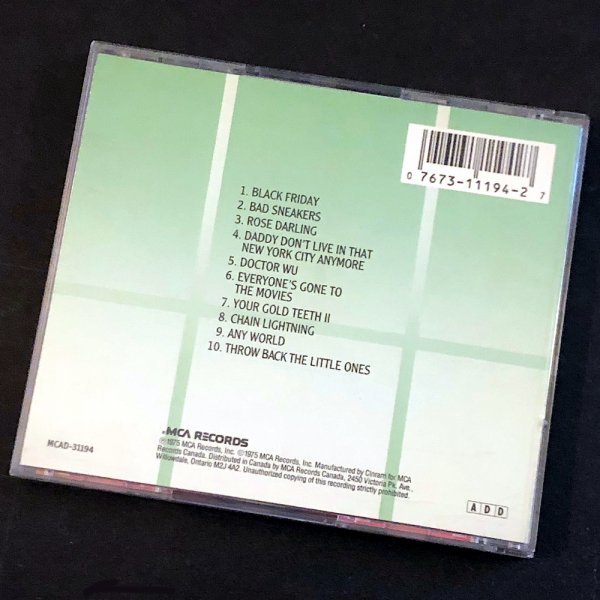 0 7673-11194-2 7
1. BLACK FRIDAY
2. BAD SNEAKERS
3. ROSE DARLING
4. DADDY DON'T LIVE IN THAT
NEW YORK CITY ANYMORE
5. DOCTOR WU
6. EVERYONE'S GONE TO
THE MOVIES
7. YOUR GOLD TEETH II
8. CHAIN LIGHTNING
9. ANY WORLD
10. THROW BACK THE LITTLE ONES
MCA RECORDS
℗1975 MCA Records, Inc. ©1975 MCA Records, Inc. Manufactured by Cinram for MCA
Records Canada. Distributed in Canada by MCA Records Canada, 2450 Victoria Pk. Ave.,
Willowdale, Ontario M2J 4A2. Unauthorized copying of this recording strictly prohibited.
MCAD-31194
A D D